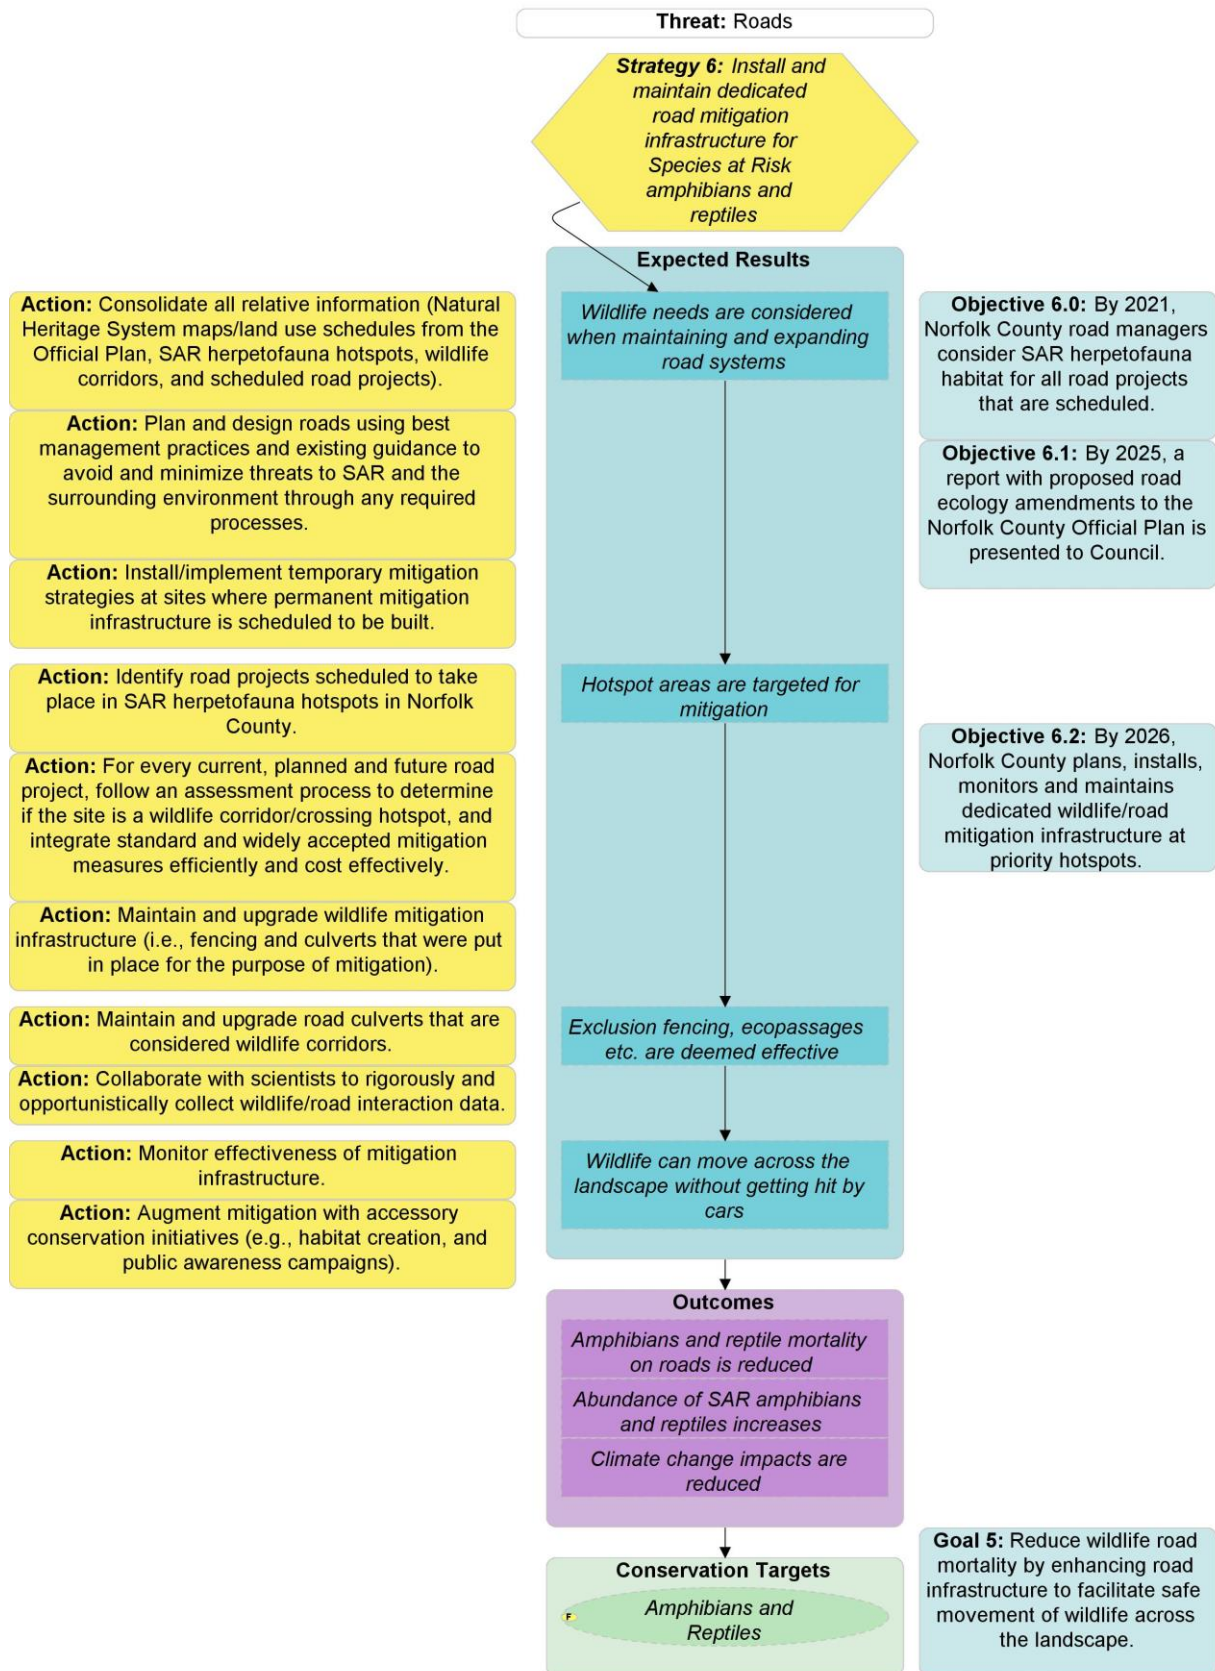 Threat: Roads
Strategy 6: Install and
maintain dedicated
road mitigation
infrastructure for
Species at Risk
amphibians and
reptiles
Action: Consolidate all relative information (Natural
Heritage System maps/land use schedules from the
Official Plan, SAR herpetofauna hotspots, wildlife
corridors, and scheduled road projects).
Action: Plan and design roads using best
management practices and existing guidance to
avoid and minimize threats to SAR and the
surrounding environment through any required
processes.
Action: Install/implement temporary mitigation
strategies at sites where permanent mitigation
infrastructure is scheduled to be built.
Action: Identify road projects scheduled to take
place in SAR herpetofauna hotspots in Norfolk
County.
Action: For every current, planned and future road
project, follow an assessment process to determine
if the site is a wildlife corridor/crossing hotspot, and
integrate standard and widely accepted mitigation
measures efficiently and cost effectively.
Action: Maintain and upgrade wildlife mitigation
infrastructure (i.e., fencing and culverts that were put
in place for the purpose of mitigation).
Action: Maintain and upgrade road culverts that are
considered wildlife corridors.
Action: Collaborate with scientists to rigorously and
opportunistically collect wildlife/road interaction data.
Action: Monitor effectiveness of mitigation
infrastructure.
Action: Augment mitigation with accessory
conservation initiatives (e.g., habitat creation, and
public awareness campaigns).
Expected Results
Wildlife needs are considered
when maintaining and expanding
road systems
Hotspot areas are targeted for
mitigation
Exclusion fencing, ecopassages
etc. are deemed effective
Wildlife can move across the
landscape without getting hit by
cars
Outcomes
Amphibians and reptile mortality
on roads is reduced
Abundance of SAR amphibians
and reptiles increases
Climate change impacts are
reduced
Conservation Targets
F
Amphibians and
Reptiles
Objective 6.0: By 2021,
Norfolk County road managers
consider SAR herpetofauna
habitat for all road projects
that are scheduled.
Objective 6.1: By 2025, a
report with proposed road
ecology amendments to the
Norfolk County Official Plan is
presented to Council.
Objective 6.2: By 2026,
Norfolk County plans, installs,
monitors and maintains
dedicated wildlife/road
mitigation infrastructure at
priority hotspots.
Goal 5: Reduce wildlife road
mortality by enhancing road
infrastructure to facilitate safe
movement of wildlife across
the landscape.